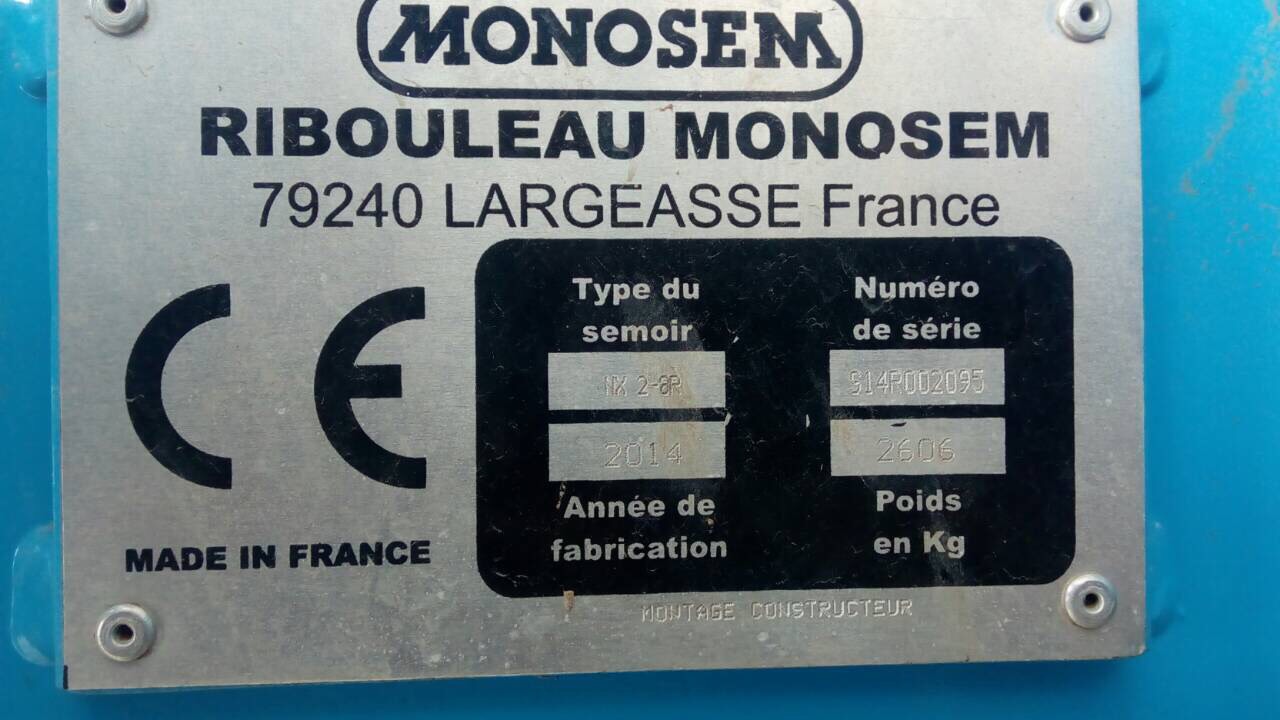 MONOSEM
RIBOULEAU MONOSEM
79240 LARGEASSE France
CE
Type du
semoir
NX 2-8R
2014
Année de
fabrication
Numéro
de série
S14R002095
2606
Poids
en Kg
MADE IN FRANCE
MONTAGE CONSTRUCTEUR